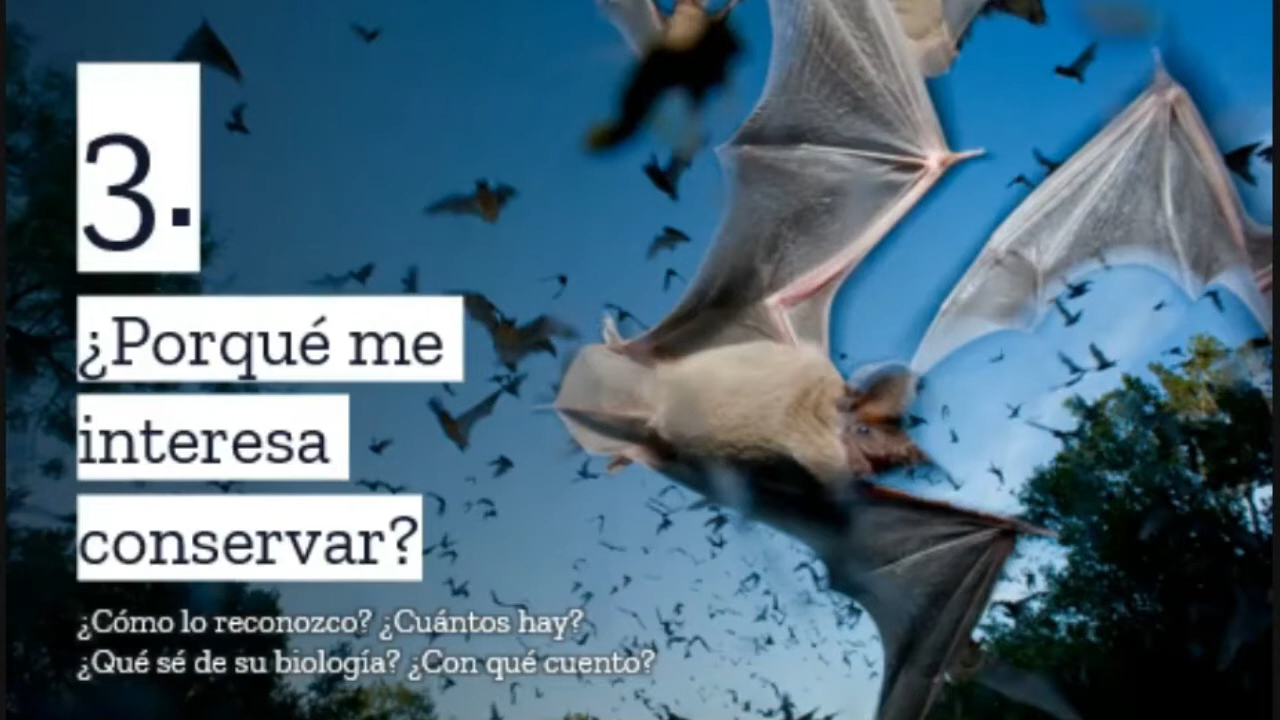 3.
¿Porqué me
interesa
conservar?
¿Cómo lo reconozco? ¿Cuántos hay?
¿Qué sé de su biología? ¿Con qué cuento?